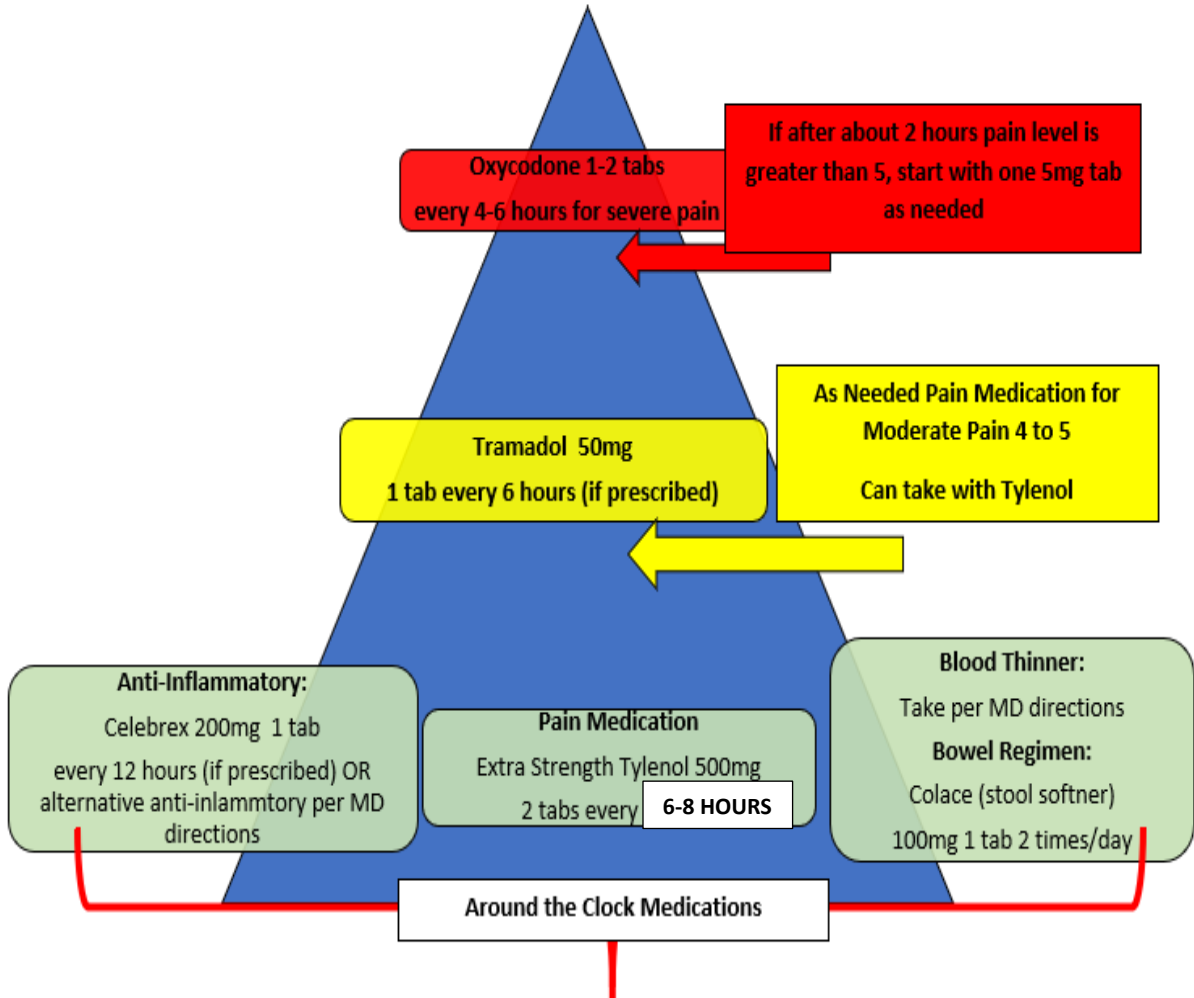 Oxycodone 1-2 tabs
every 4-6 hours for severe pain
If after about 2 hours pain level is
greater than 5, start with one 5mg tab
as needed
Tramadol  50mg
1 tab every 6 hours (if prescribed)
As Needed Pain Medication for
Moderate Pain 4 to 5
Can take with Tylenol
Anti-Inflammatory:
Celebrex 200mg  1 tab
every 12 hours (if prescribed) OR
alternative anti-inlammtory per MD
directions
Pain Medication
Extra Strength Tylenol 500mg
2 tabs every 6-8 HOURS
Blood Thinner:
Take per MD directions
Bowel Regimen:
Colace (stool softner)
100mg 1 tab 2 times/day
Around the Clock Medications